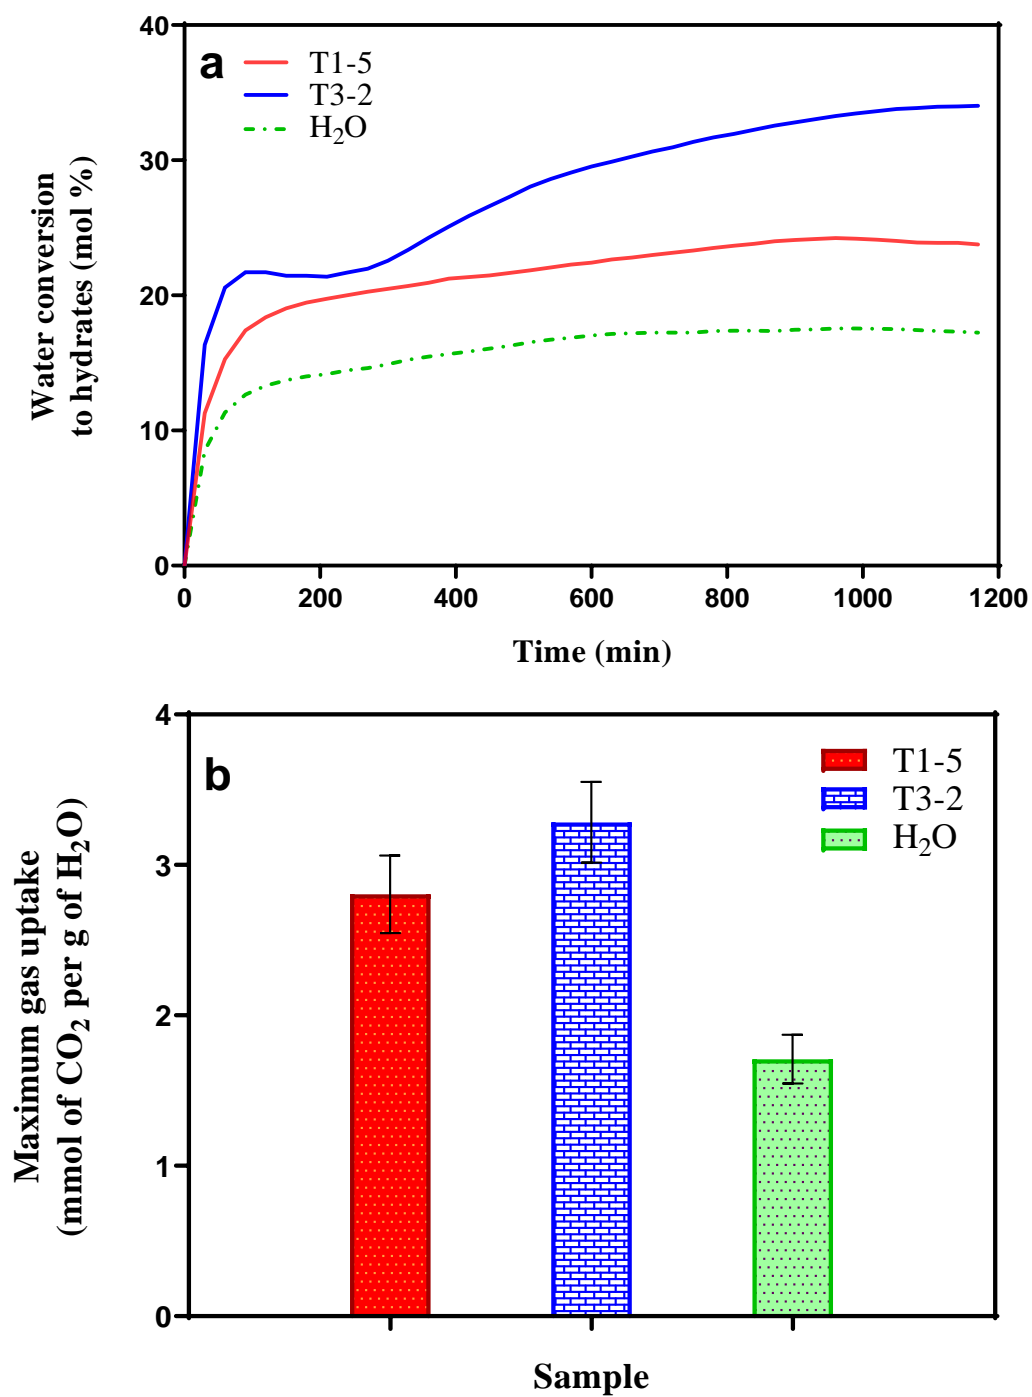 40
a
T1-5
T3-2
H₂O
30
20
10
0
Water conversion
to hydrates (mol %)
0 200 400 600 800 1000 1200
Time (min)
4
b
T1-5
T3-2
H₂O
3
2
1
0
Maximum gas uptake
(mmol of CO₂ per g of H₂O)
Sample